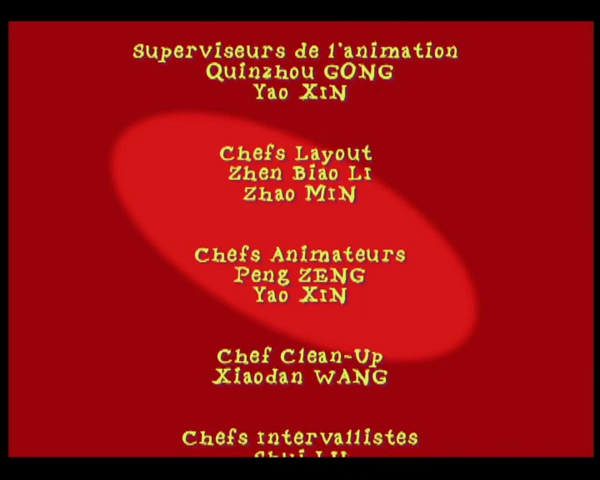 Superviseurs de l'animation
Quinzhou GONG
Yao XIN
Chefs Layout
Zhen Biao LI
Zhao MIN
Chefs Animateurs
Peng ZENG
Yao XIN
Chef Clean-Up
Xiaodan WANG
Chefs Intervallistes